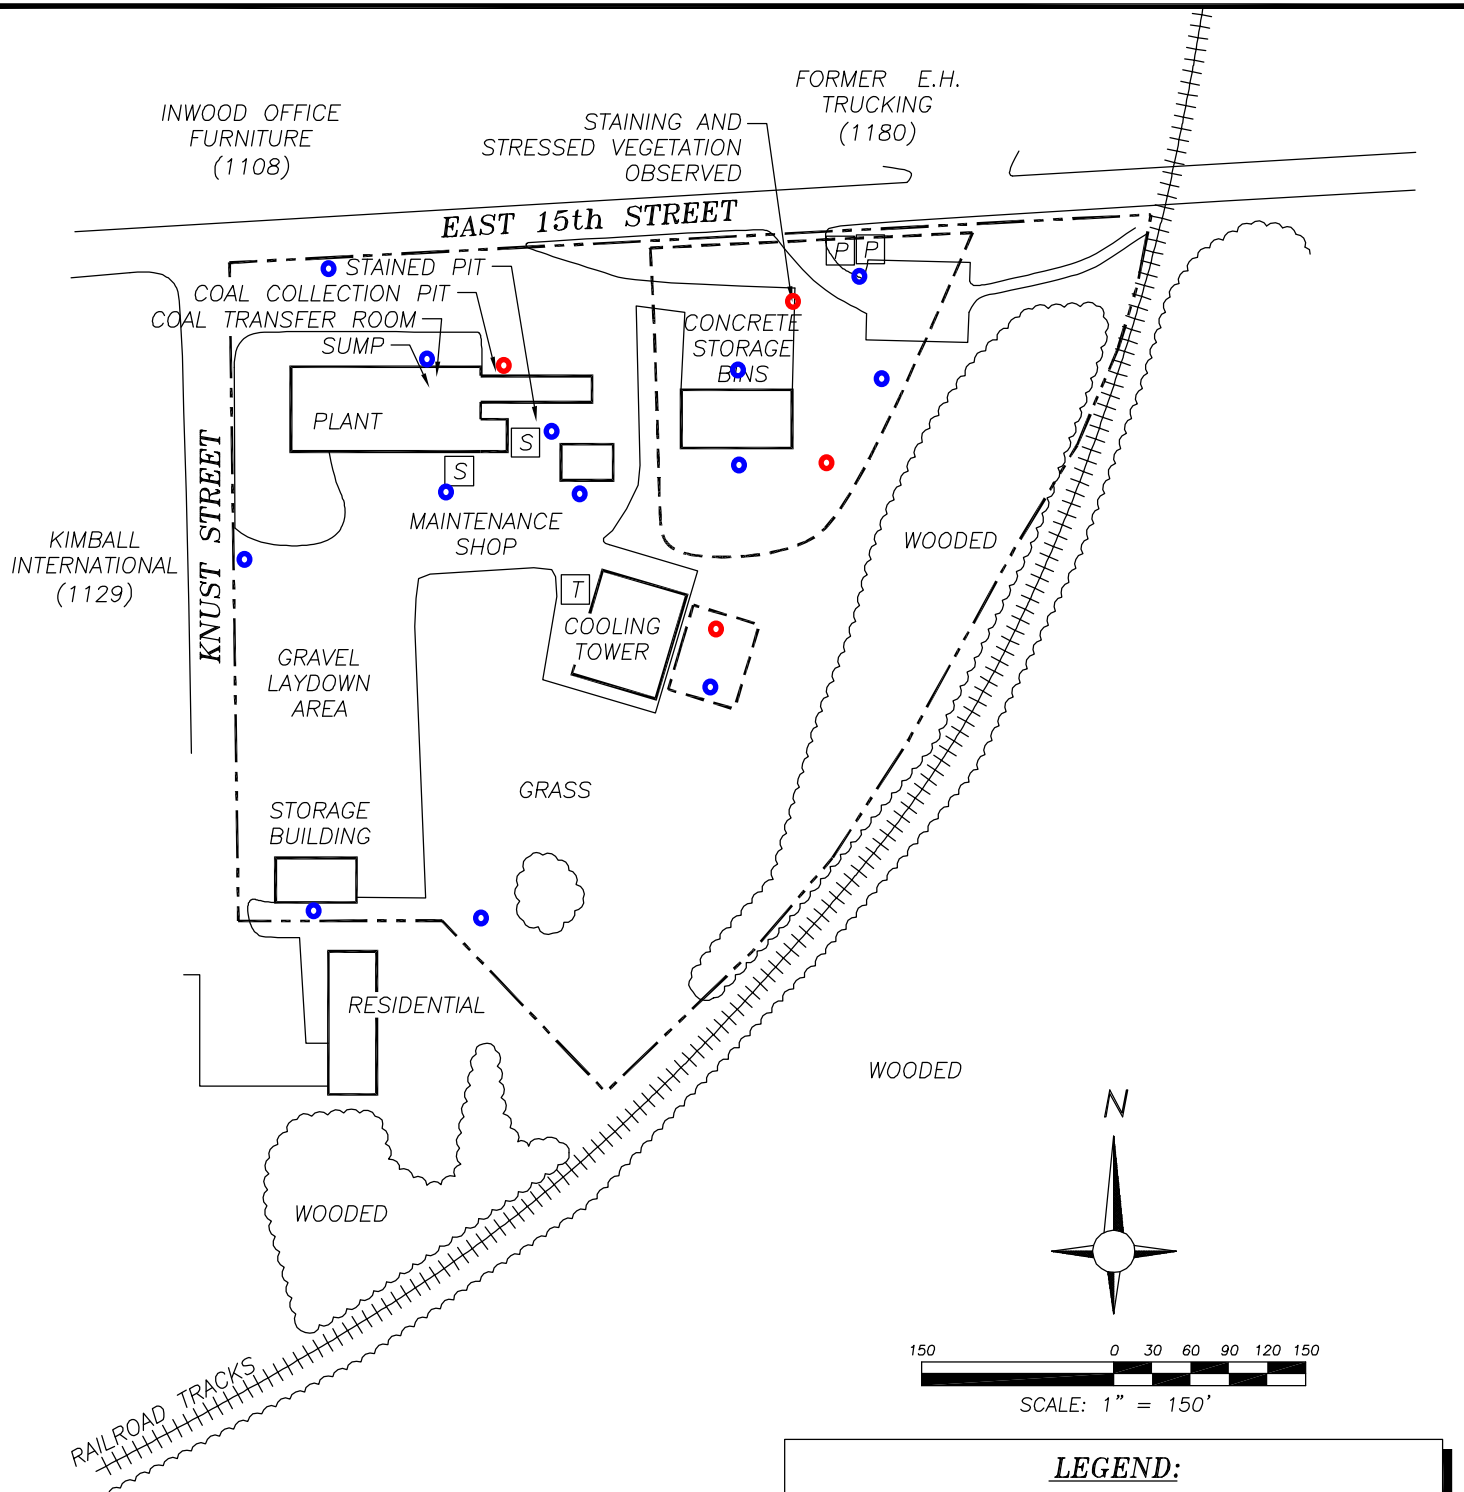 FORMER E.H.
TRUCKING
(1180)
INWOOD OFFICE
FURNITURE
(1108)
STAINING AND
STRESSED VEGETATION
OBSERVED
EAST 15th STREET
P P
STAINED PIT
COAL COLLECTION PIT
COAL TRANSFER ROOM
SUMP
CONCRETE
STORAGE
BINS
PLANT
S
S
KNUST STREET
MAINTENANCE
SHOP
KIMBALL
INTERNATIONAL
(1129)
WOODED
T
COOLING
TOWER
GRAVEL
LAYDOWN
AREA
GRASS
STORAGE
BUILDING
RESIDENTIAL
WOODED
N
WOODED
RAILROAD TRACKS
150 0 30 60 90 120 150
SCALE: 1" = 150'
LEGEND: